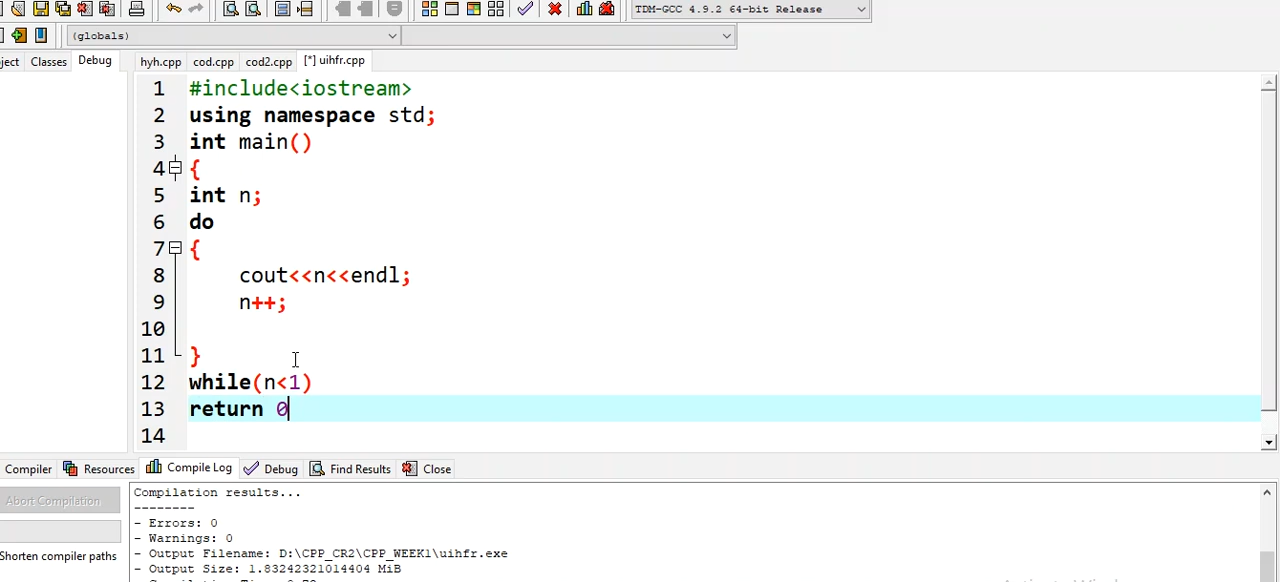 TDM-GCC 4.9.2 64-bit Release
(globals)
ject Classes Debug hyh.cpp cod.cpp cod2.cpp [*] uihfr.cpp
1 #include<iostream>
2 using namespace std;
3 int main()
4 {
5 int n;
6 do
7 {
8 cout<<n<<endl;
9 n++;
10
11 }
12 while(n<1)
13 return 0
14
Compiler Resources Compile Log Debug Find Results Close
Abort Compilation
Shorten compiler paths
Compilation results...
--------
- Errors: 0
- Warnings: 0
- Output Filename: D:\CPP_CR2\CPP_WEEK1\uihfr.exe
- Output Size: 1.83242321014404 MiB